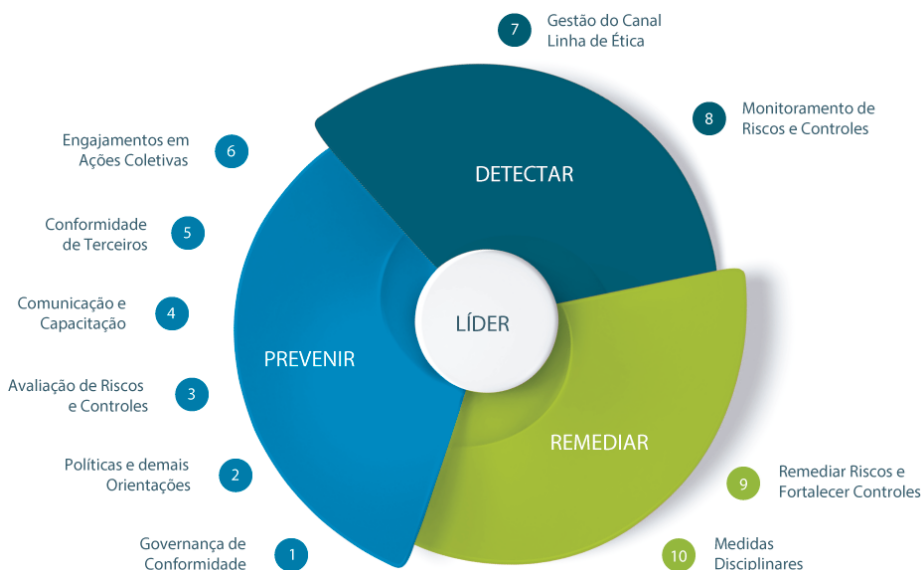 7
Gestão do Canal
Linha de Ética
8
Monitoramento de
Riscos e Controles
Engajamentos em
Ações Coletivas
6
DETECTAR
Conformidade
de Terceiros
5
Comunicação e
Capacitação
4
LÍDER
PREVENIR
Avaliação de Riscos
e Controles
3
REMEDIAR
Políticas e demais
Orientações
2
9
Remediar Riscos e
Fortalecer Controles
Governança de
Conformidade
1
10
Medidas
Disciplinares